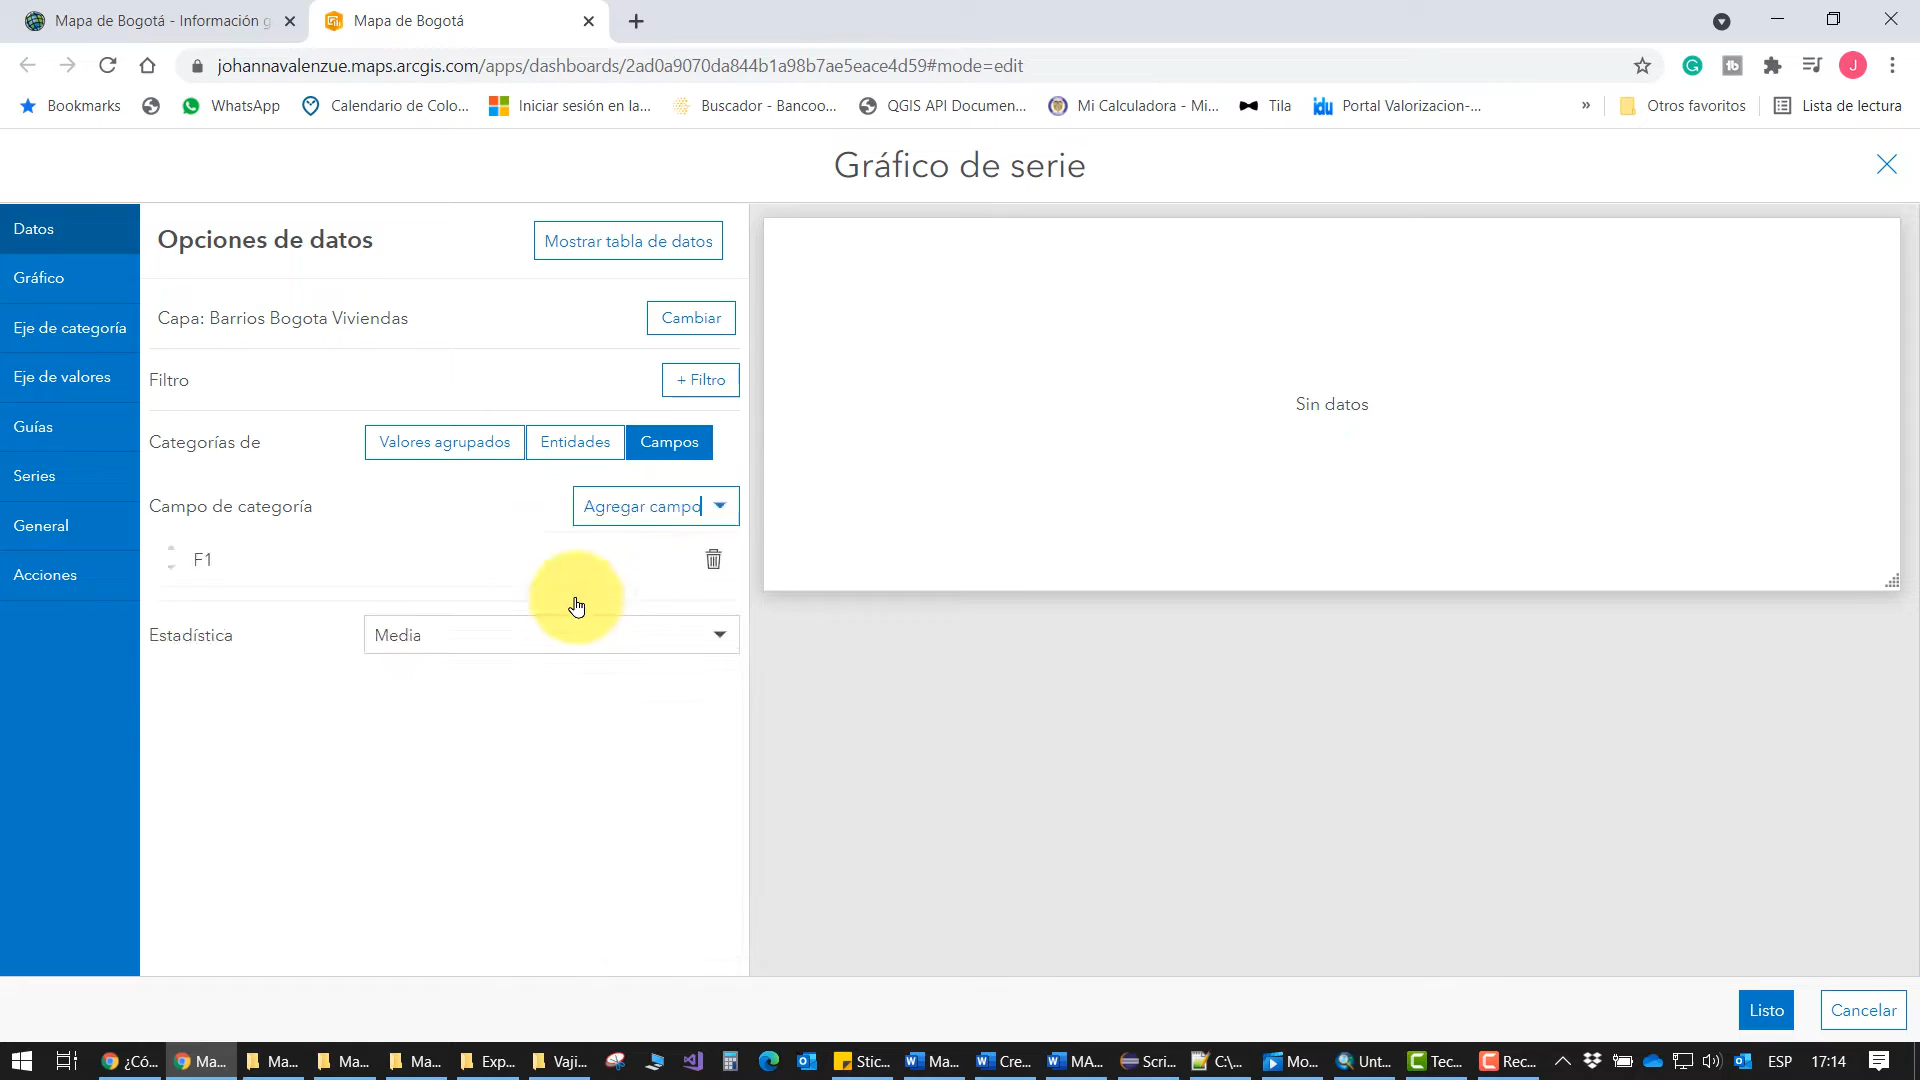 Mapa de Bogotá - Información g
Mapa de Bogotá
johannavalenzue.maps.arcgis.com/apps/dashboards/2ad0a9070da844b1a98b7ae5eace4d59#mode=edit
J
Bookmarks
WhatsApp
Calendario de Colo...
Iniciar sesión en la...
Buscador - Bancoo...
QGIS API Documen...
Mi Calculadora - Mi...
Tila
idu
Portal Valorizacion-...
»
Otros favoritos
Lista de lectura
Gráfico de serie
Datos
Gráfico
Eje de categoría
Eje de valores
Guías
Series
General
Acciones
Opciones de datos
Mostrar tabla de datos
Capa: Barrios Bogota Viviendas
Cambiar
Filtro
+ Filtro
Categorías de
Valores agrupados
Entidades
Campos
Campo de categoría
Agregar campo
F1
Estadística
Media
Sin datos
Listo
Cancelar
¿Có...
Ma...
Ma...
Ma...
Ma...
Exp...
Vaji...
Stic...
Ma...
Cre...
MA...
Scri...
C:\...
Mo...
Unt...
Tec...
Rec...
ESP
17:14